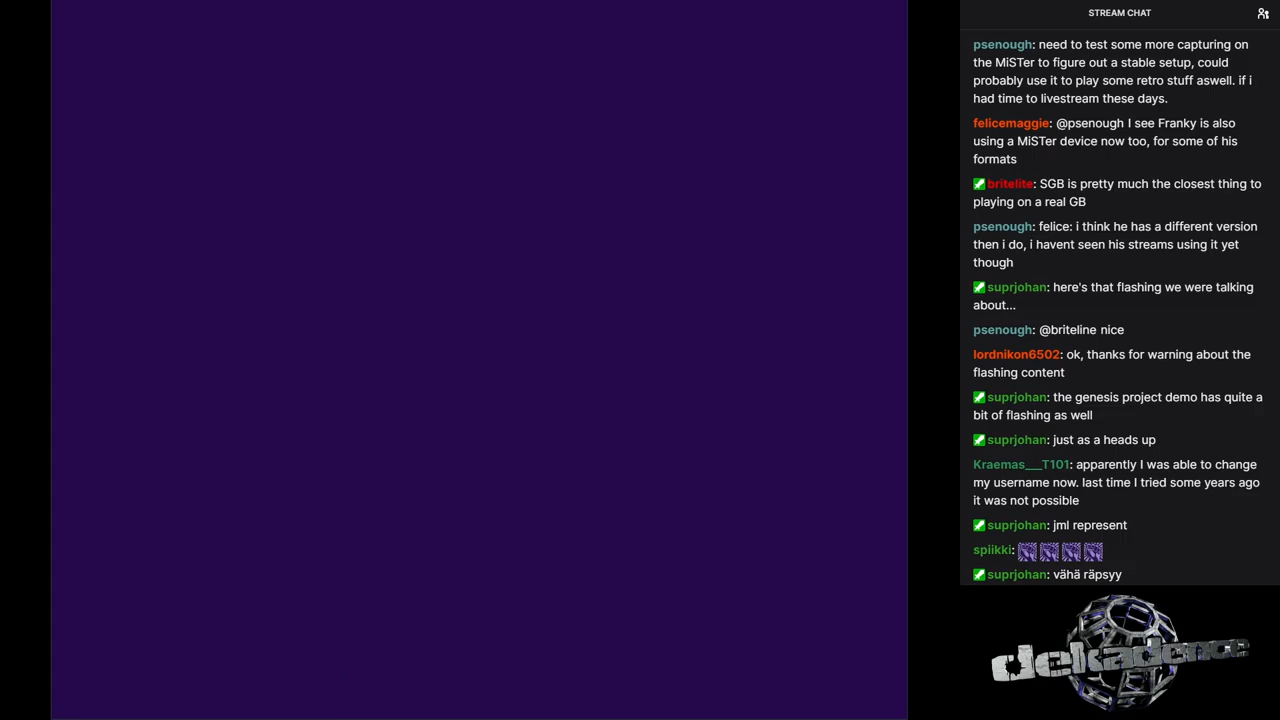 STREAM CHAT
psenough: need to test some more capturing on
the MiSTer to figure out a stable setup, could
probably use it to play some retro stuff aswell. if i
had time to livestream these days.
felicemaggie: @psenough I see Franky is also
using a MiSTer device now too, for some of his
formats
britelite: SGB is pretty much the closest thing to
playing on a real GB
psenough: felice: i think he has a different version
then i do, i havent seen his streams using it yet
though
suprjohan: here's that flashing we were talking
about...
psenough: @briteline nice
lordnikon6502: ok, thanks for warning about the
flashing content
suprjohan: the genesis project demo has quite a
bit of flashing as well
suprjohan: just as a heads up
Kraemas___T101: apparently I was able to change
my username now. last time I tried some years ago
it was not possible
suprjohan: jml represent
spiikki:
suprjohan: vähä räpsyy
dekadence